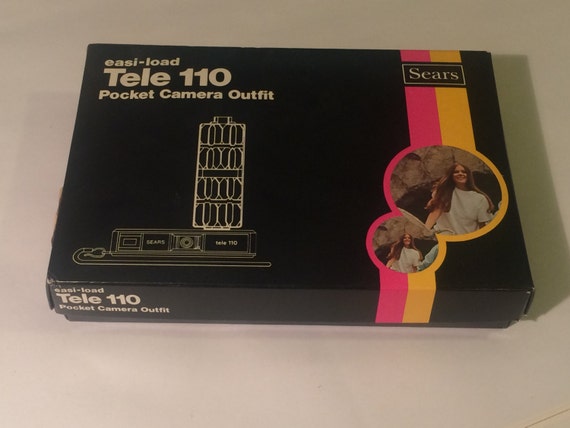 easi-load
Tele 110
Pocket Camera Outfit
Sears
SEARS
tele 110
easi-load
Tele 110
Pocket Camera Outfit